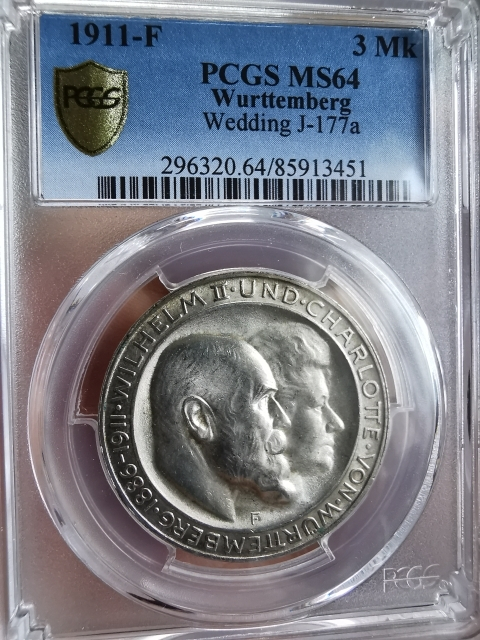 1911-F 3 Mk
PCGS
PCGS MS64
Wurttemberg
Wedding J-177a
296320.64/85913451
WILHELM II·UND·CHARLOTTE·VON·WÜRTTEMBERG·1886-1911·
F
PCGS